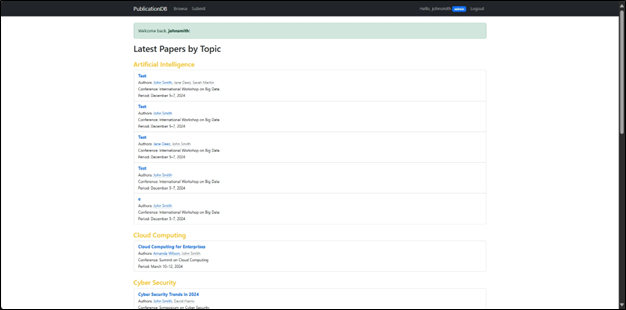 PublicationDB Browse Submit Hello, johnsmith admin Logout
Welcome back, johnsmith!
Latest Papers by Topic
Artificial Intelligence
Test
Authors: John Smith, Jane Deer, Sarah
Conference: International Workshop on Big Data
Period: December 5–7, 2024
Test
Authors: John Smith
Conference: International Workshop on Big Data
Period: December 5–7, 2024
Test
Authors: Jane Deer, John Smith
Conference: International Workshop on Big Data
Period: December 5–7, 2024
Test
Authors: John Smith
Conference: International Workshop on Big Data
Period: December 5–7, 2024
e
Authors: John Smith
Conference: International Workshop on Big Data
Period: December 5–7, 2024
Cloud Computing
Cloud Computing for Enterprises
Authors: Amanda Wilson, John Smith
Conference: Summit on Cloud Computing
Period: March 10–12, 2024
Cyber Security
Cyber Security Trends in 2024
Authors: John Smith, David Harris
Conference: Symposium on Cyber Security